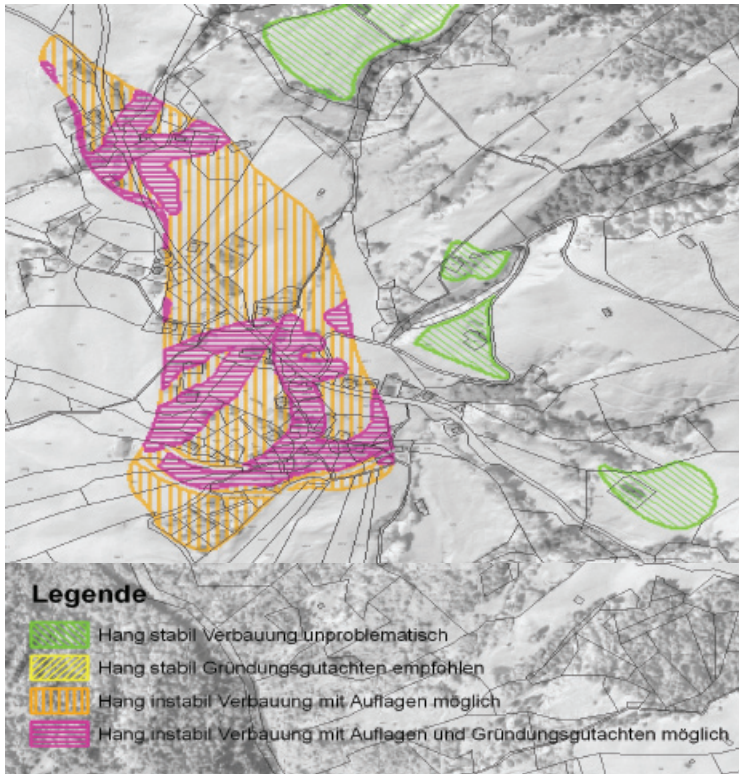 Legende
Hang stabil Verbauung unproblematisch
Hang stabil Gründungsgutachten empfohlen
Hang instabil Verbauung mit Auflagen möglich
Hang instabil Verbauung mit Auflagen und Gründungsgutachten möglich